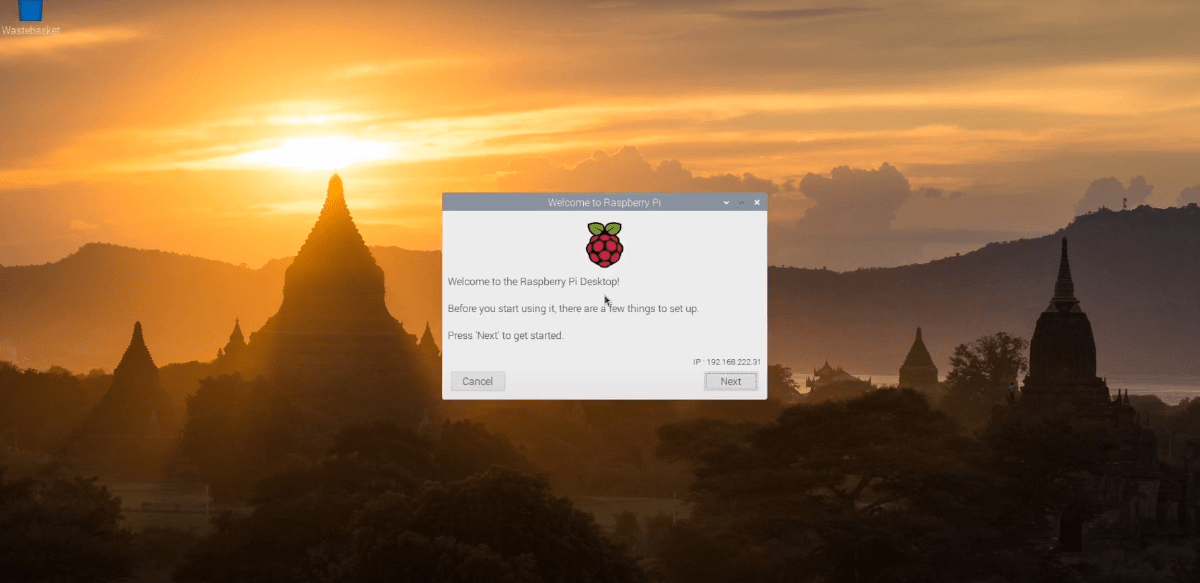 Wastebasket
Welcome to Raspberry Pi
Welcome to the Raspberry Pi Desktop!
Before you start using it, there are a few things to set up.
Press 'Next' to get started.
IP : 192.168.222.31
Cancel
Next